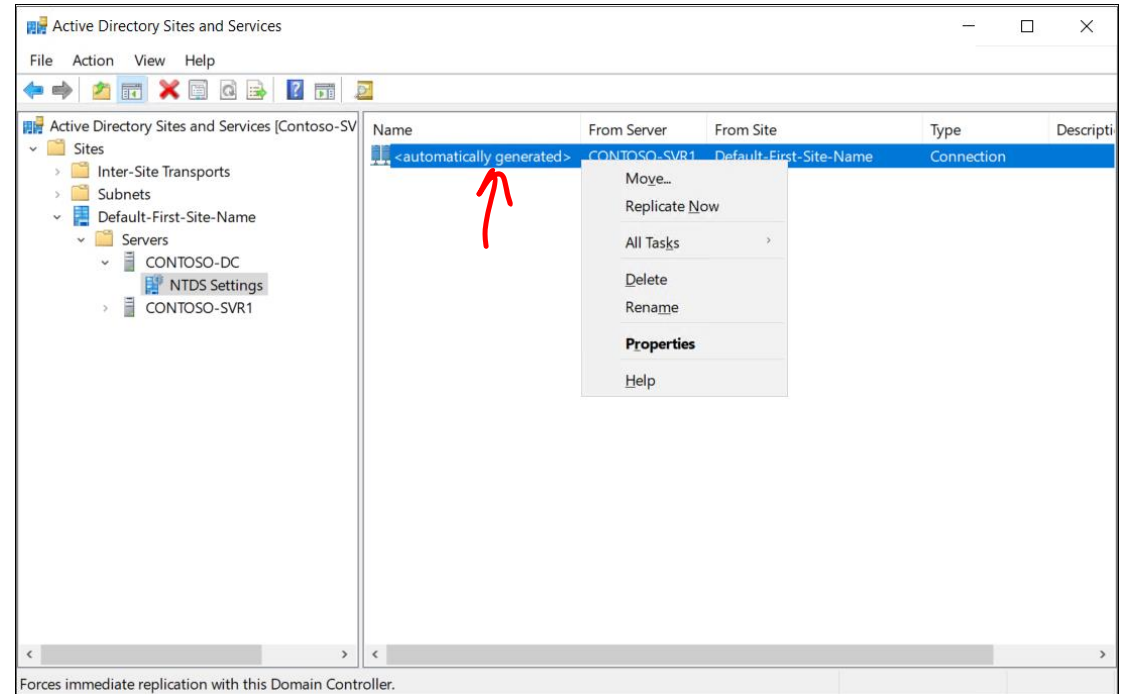 Active Directory Sites and Services
File Action View Help
Active Directory Sites and Services [Contoso-SV
Sites
Inter-Site Transports
Subnets
Default-First-Site-Name
Servers
CONTOSO-DC
NTDS Settings
CONTOSO-SVR1
Name From Server From Site Type Descripti
<automatically generated> CONTOSO-SVR1 Default-First-Site-Name Connection
Move...
Replicate Now
All Tasks
Delete
Rename
Properties
Help
Forces immediate replication with this Domain Controller.